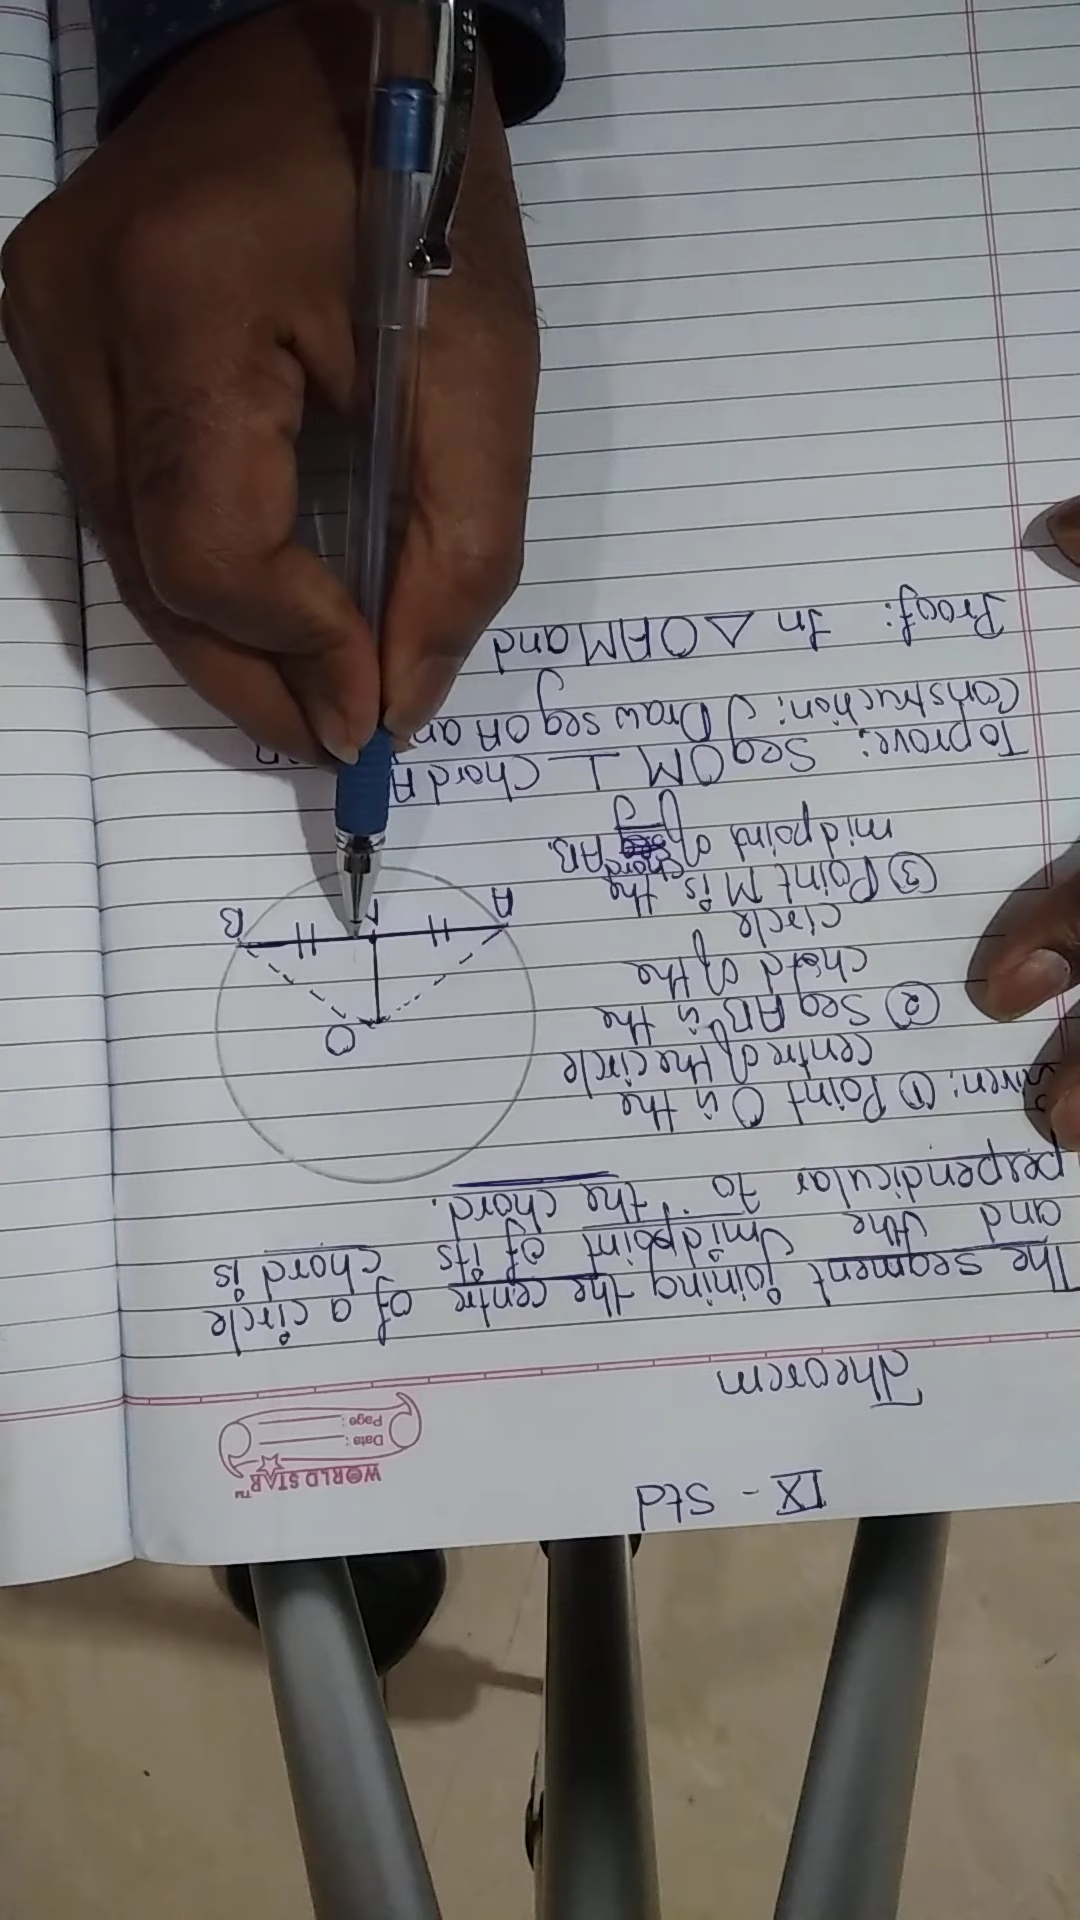 IX - Std
WORLD STAR™
Date:
Page:
Theorem
The segment joining the centre of a circle
and the midpoint of its chord is
perpendicular to the chord.
Given: ① Point O is the
centre of the circle
② Seg AB is the
chord of the
circle
③ Point M is the
midpoint of chord AB.
To prove: Seg OM ⊥ Chord A
Construction: Draw seg OA an
Proof: In △ OAM and
O
A
B